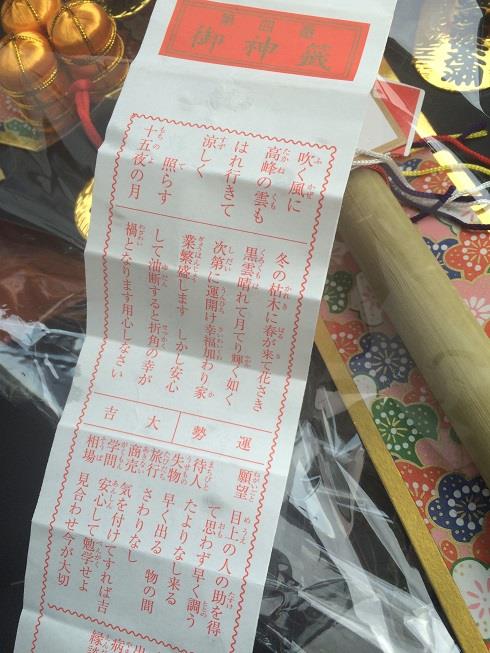 第四番
御神籤
吹く風に
高峰の雲も
はれ行きて
涼しく
照らす
十五夜の月
冬の枯木に春が来て花さき
黒雲晴れて月てり輝く如く
次第に運開け幸福加わり家
業繁盛します しかし安心
して油断すると折角の幸が
禍となります用心しなさい
運勢
大吉
願望 目上の人の助を得
て思わず早く調う
待人 たよりなし来る
失物 早く出る 物の間
旅行 さわりなし
商売 気を付けてすれば吉
学問 安心して勉学せよ
相場 見合わせ今が大切